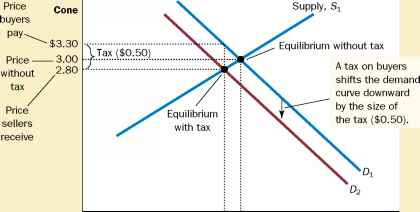 Price
buyers
pay
Price
without
tax
Price
sellers
receive
Cone
$3.30
3.00
2.80
Tax ($0.50)
Supply, S1
Equilibrium without tax
A tax on buyers
shifts the demand
curve downward
by the size of
the tax ($0.50).
Equilibrium
with tax
D1
D2